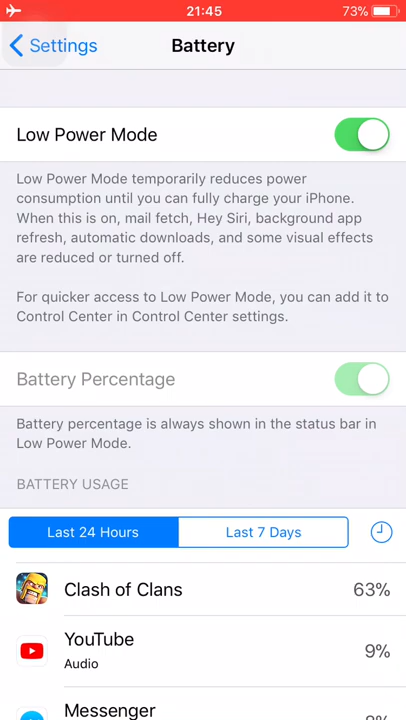 21:45
73%
Settings
Battery
Low Power Mode
Low Power Mode temporarily reduces power
consumption until you can fully charge your iPhone.
When this is on, mail fetch, Hey Siri, background app
refresh, automatic downloads, and some visual effects
are reduced or turned off.
For quicker access to Low Power Mode, you can add it to
Control Center in Control Center settings.
Battery Percentage
Battery percentage is always shown in the status bar in
Low Power Mode.
BATTERY USAGE
Last 24 Hours
Last 7 Days
Clash of Clans
63%
YouTube
9%
Audio
Messenger